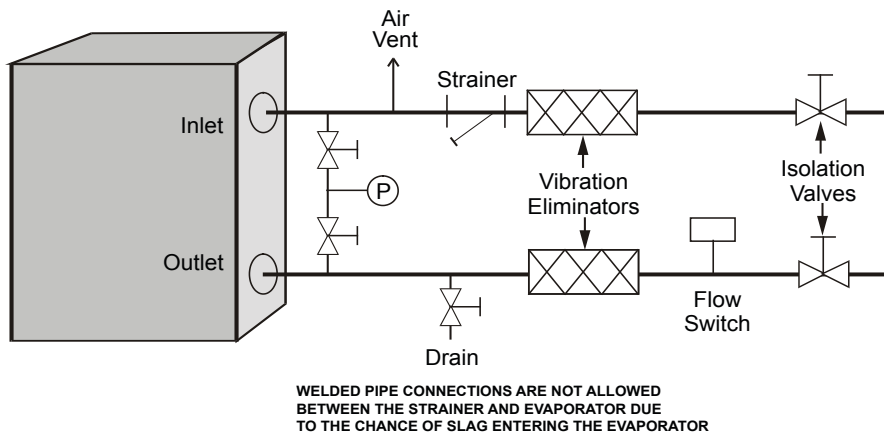 Air
Vent
Strainer
Inlet
P
Vibration
Eliminators
Isolation
Valves
Outlet
Flow
Switch
Drain
WELDED PIPE CONNECTIONS ARE NOT ALLOWED
BETWEEN THE STRAINER AND EVAPORATOR DUE
TO THE CHANCE OF SLAG ENTERING THE EVAPORATOR